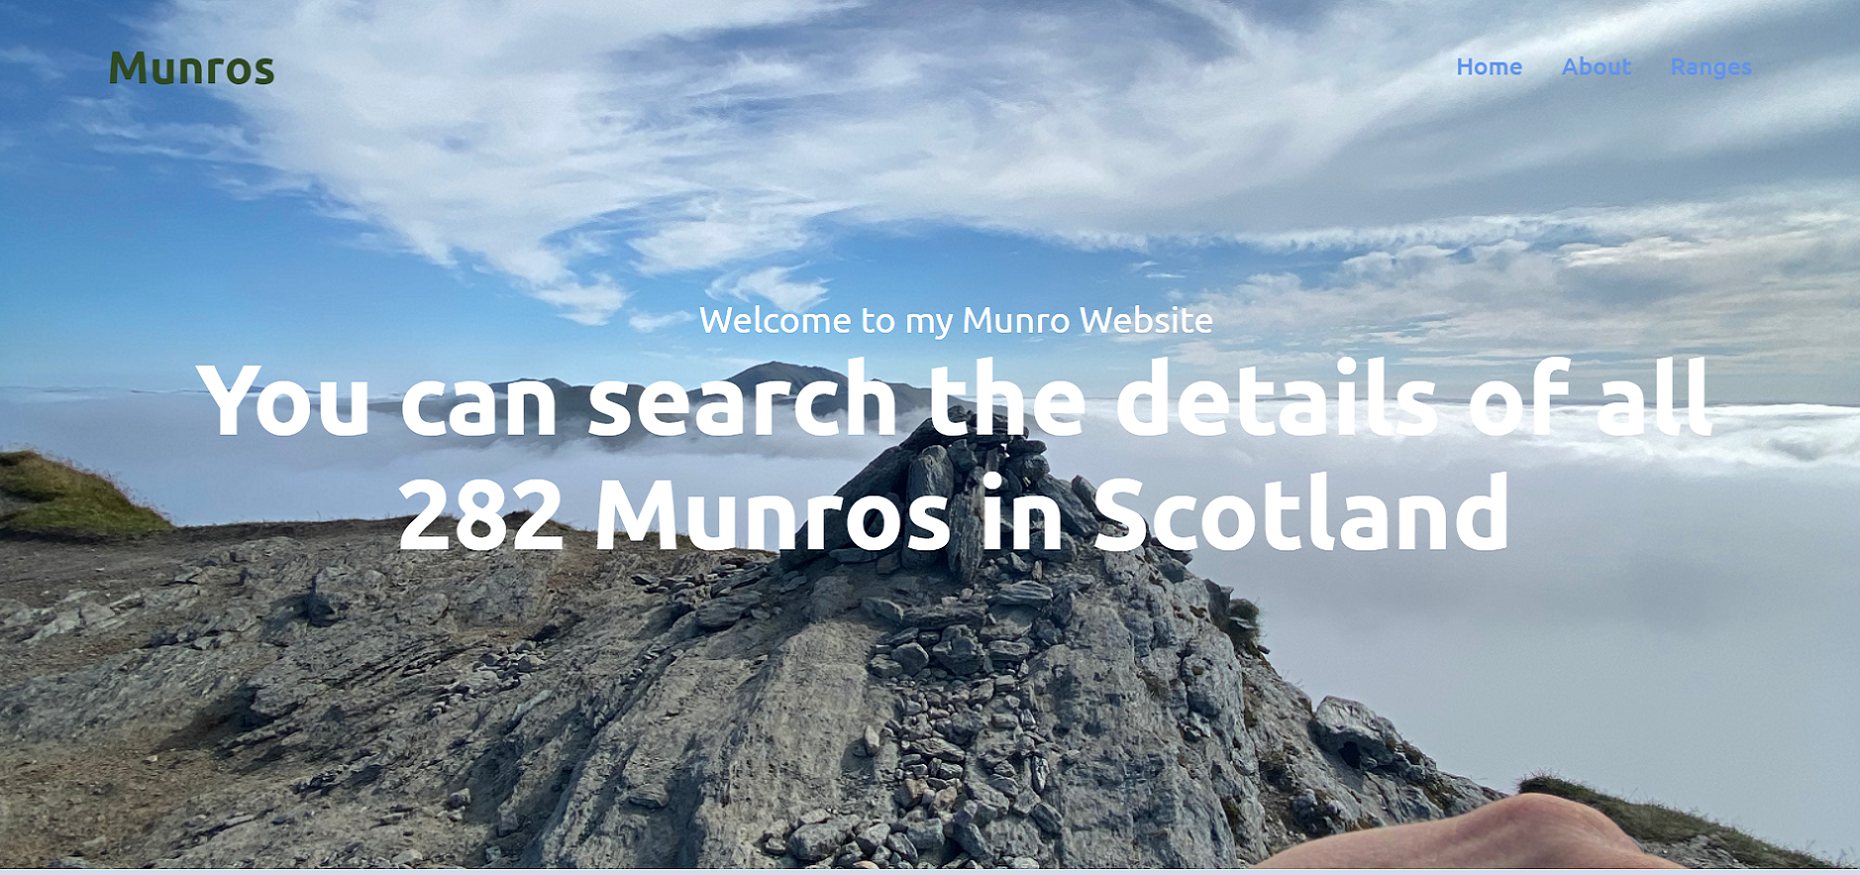 Munros
Home About Ranges
Welcome to my Munro Website
You can search the details of all
282 Munros in Scotland